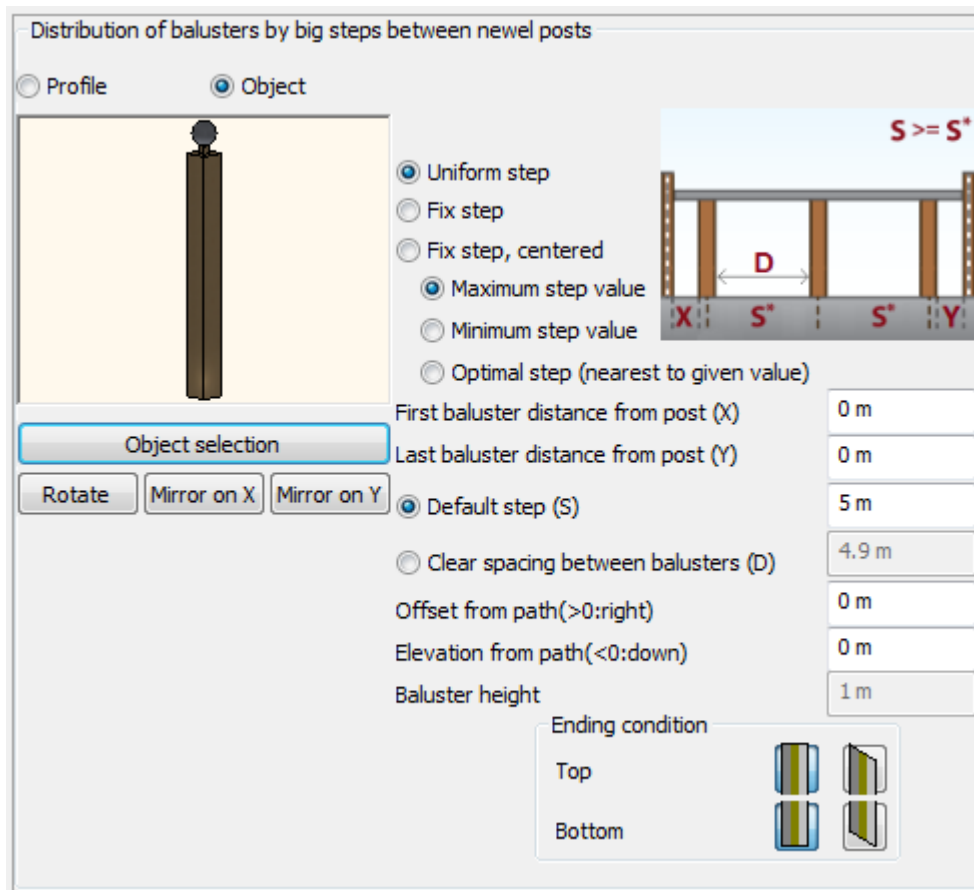 Distribution of balusters by big steps between newel posts
Profile Object
S >= S*
Uniform step
Fix step
Fix step, centered
D
Maximum step value
X S* S* Y
Minimum step value
Optimal step (nearest to given value)
First baluster distance from post (X) 0 m
Object selection
Last baluster distance from post (Y) 0 m
Rotate Mirror on X Mirror on Y
Default step (S) 5 m
Clear spacing between balusters (D) 4.9 m
Offset from path(>0:right) 0 m
Elevation from path(<0:down) 0 m
Baluster height 1 m
Ending condition
Top
Bottom